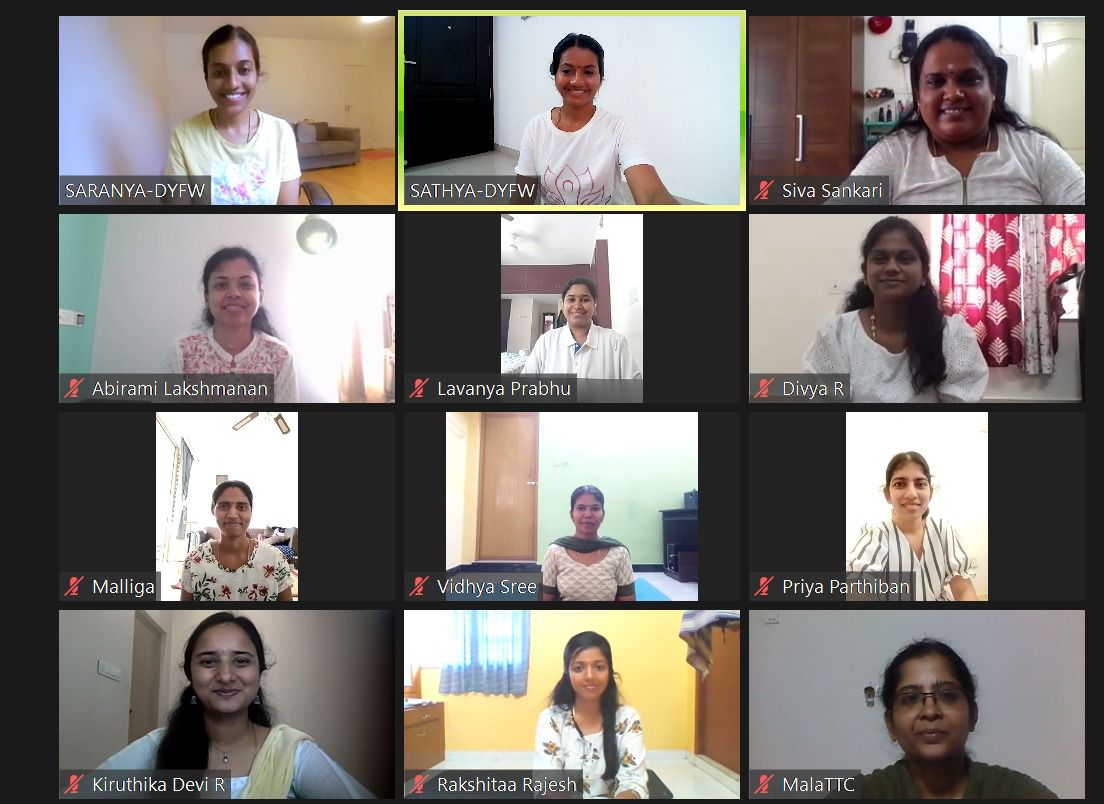 SARANYA-DYFW
SATHYA-DYFW
Siva Sankari
Abirami Lakshmanan
Lavanya Prabhu
Divya R
Malliga
Vidhya Sree
Priya Parthiban
Kiruthika Devi R
Rakshitaa Rajesh
MalaTTC